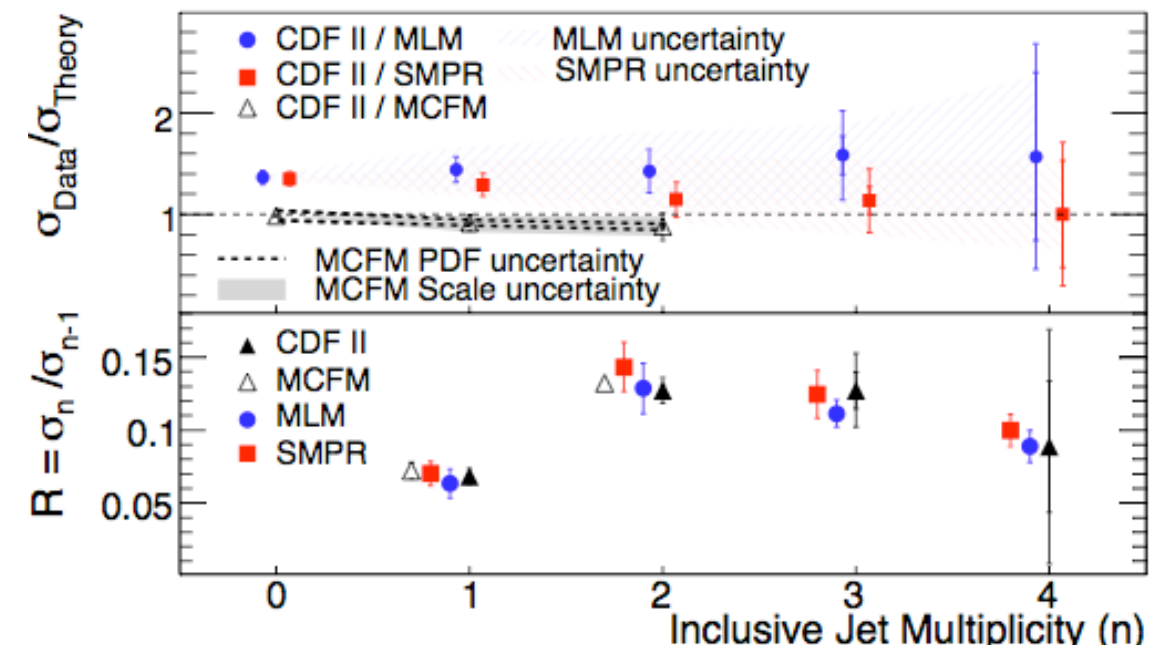 σData/σTheory
CDF II / MLM
CDF II / SMPR
CDF II / MCFM
MLM uncertainty
SMPR uncertainty
2
1
MCFM PDF uncertainty
MCFM Scale uncertainty
R = σn/σn-1
CDF II
MCFM
MLM
SMPR
0.15
0.1
0.05
0 1 2 3 4
Inclusive Jet Multiplicity (n)